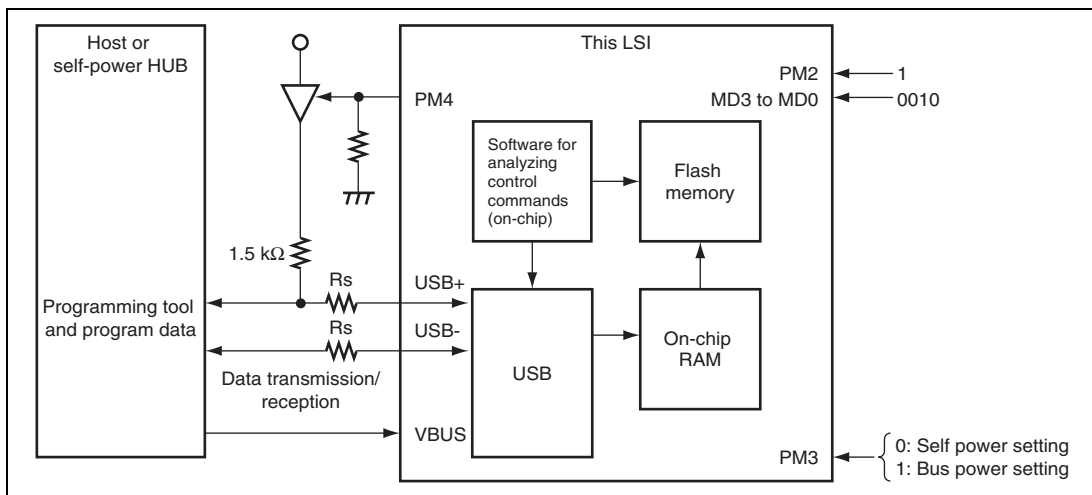 Host or
self-power HUB
This LSI
PM2
1
PM4
MD3 to MD0
0010
Software for
analyzing
control
commands
(on-chip)
Flash
memory
1.5 kΩ
Rs
USB+
Programming tool
and program data
Rs
USB-
USB
On-chip
RAM
Data transmission/
reception
VBUS
PM3
0: Self power setting
1: Bus power setting